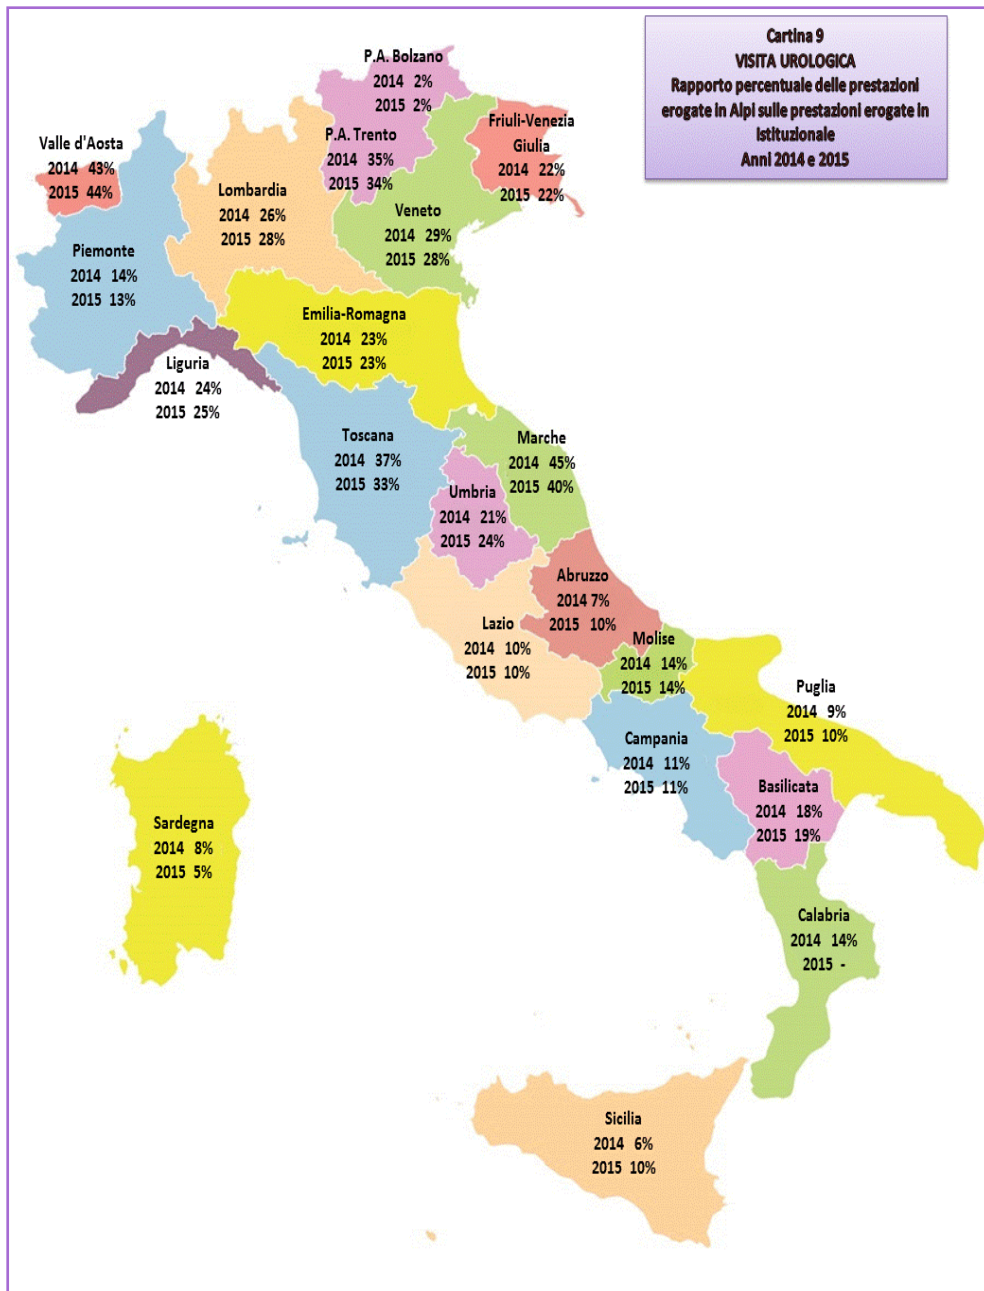 Cartina 9
VISITA UROLOGICA
Rapporto percentuale delle prestazioni
erogate in Alpi sulle prestazioni erogate in
Istituzionale
Anni 2014 e 2015
P.A. Bolzano
2014 2%
2015 2%
P.A. Trento
2014 35%
2015 34%
Friuli-Venezia
Giulia
2014 22%
2015 22%
Valle d'Aosta
2014 43%
2015 44%
Lombardia
2014 26%
2015 28%
Veneto
2014 29%
2015 28%
Piemonte
2014 14%
2015 13%
Emilia-Romagna
2014 23%
2015 23%
Liguria
2014 24%
2015 25%
Toscana
2014 37%
2015 33%
Marche
2014 45%
2015 40%
Umbria
2014 21%
2015 24%
Abruzzo
2014 7%
2015 10%
Lazio
2014 10%
2015 10%
Molise
2014 14%
2015 14%
Puglia
2014 9%
2015 10%
Campania
2014 11%
2015 11%
Basilicata
2014 18%
2015 19%
Sardegna
2014 8%
2015 5%
Calabria
2014 14%
2015 -
Sicilia
2014 6%
2015 10%